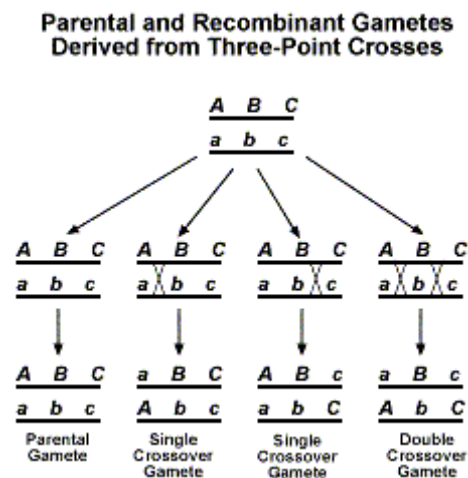 Parental and Recombinant Gametes
Derived from Three-Point Crosses
A B C
a b c
A B C A B C A B C A B C
a b c a b c a b c a b c
A B C a B C A B c a B c
a b c A b c a b C A b C
Parental
Gamete
Single
Crossover
Gamete
Single
Crossover
Gamete
Double
Crossover
Gamete